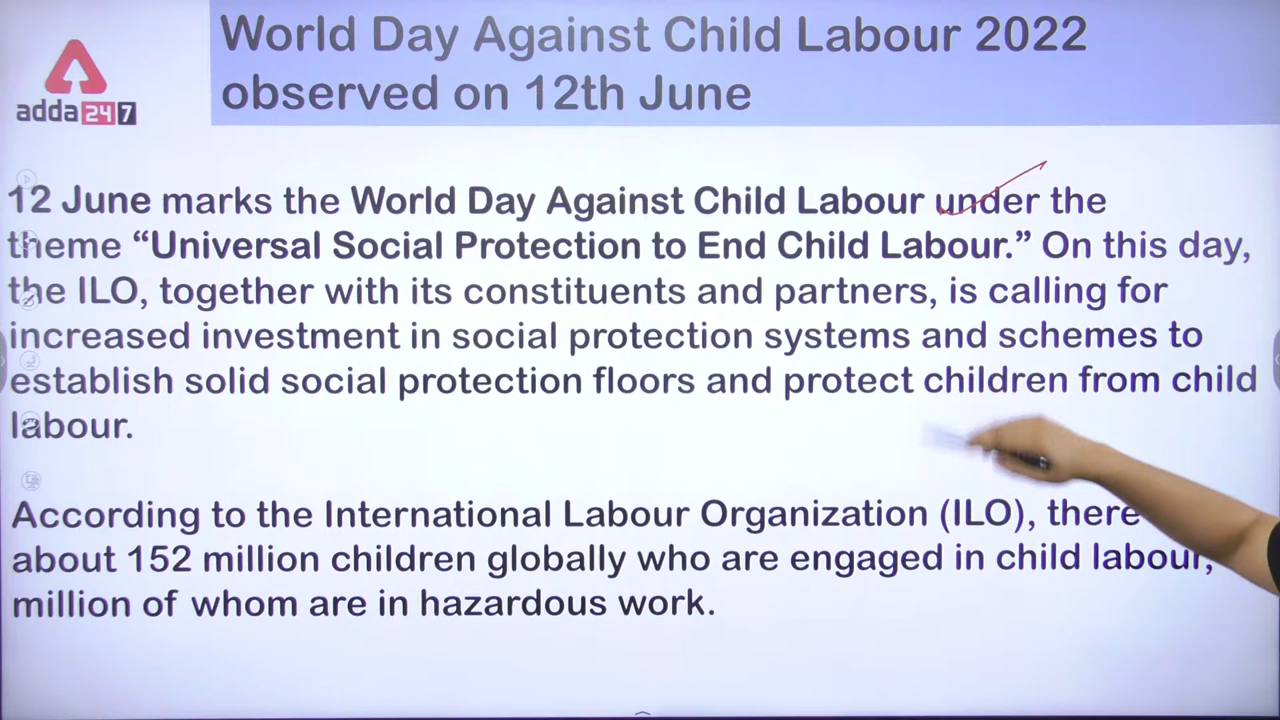 World Day Against Child Labour 2022
observed on 12th June
adda247
12 June marks the World Day Against Child Labour under the
theme “Universal Social Protection to End Child Labour.” On this day,
the ILO, together with its constituents and partners, is calling for
increased investment in social protection systems and schemes to
establish solid social protection floors and protect children from child
labour.
According to the International Labour Organization (ILO), there
about 152 million children globally who are engaged in child labour,
million of whom are in hazardous work.